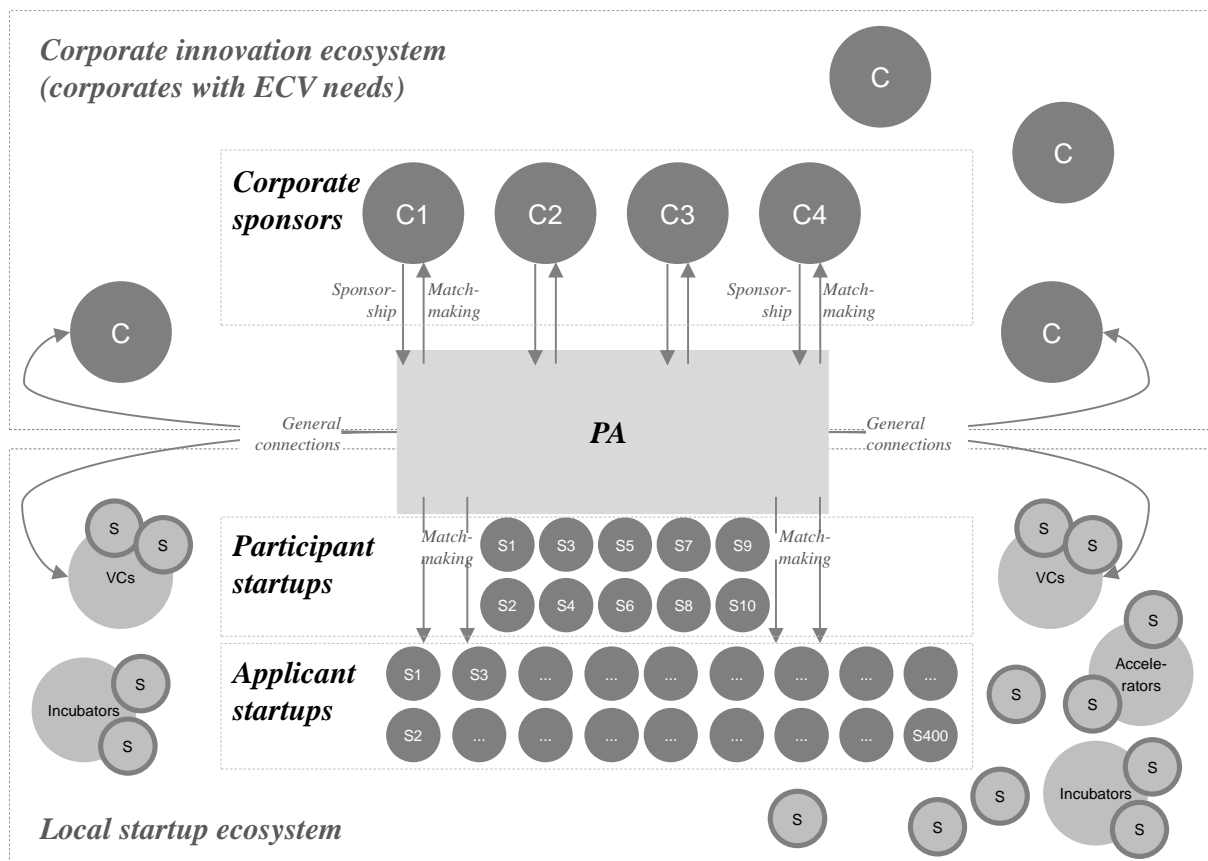 Corporate innovation ecosystem
(corporates with ECV needs)
C
C
Corporate
sponsors
C1
C2
C3
C4
Sponsor-
ship
Match-
making
Sponsor-
ship
Match-
making
C
C
PA
General
connections
General
connections
Participant
startups
Match-
making
S1
S3
S5
S7
S9
Match-
making
S2
S4
S6
S8
S10
S
S
VCs
S
S
VCs
Applicant
startups
S1
S3
...
...
...
...
...
...
...
S2
...
...
...
...
...
...
...
S400
S
Incubators
S
S
Accele-
rators
S
S
S
Incubators
S
S
S
S
Local startup ecosystem
S